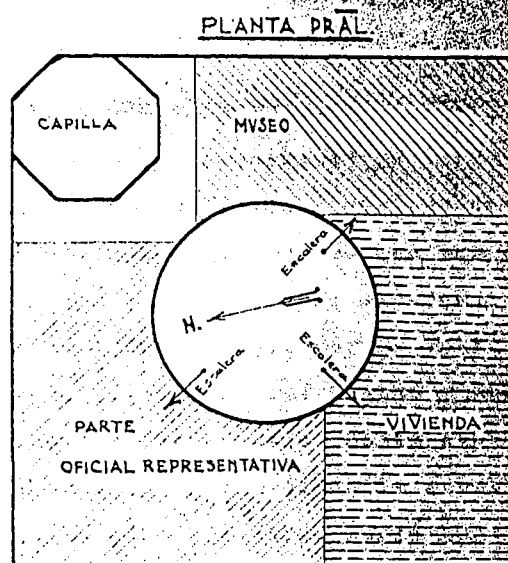 PLANTA PRAL
CAPILLA
MVSEO
Escalera
N.
Escalera
Escalera
PARTE
OFICIAL REPRESENTATIVA
VIVIENDA